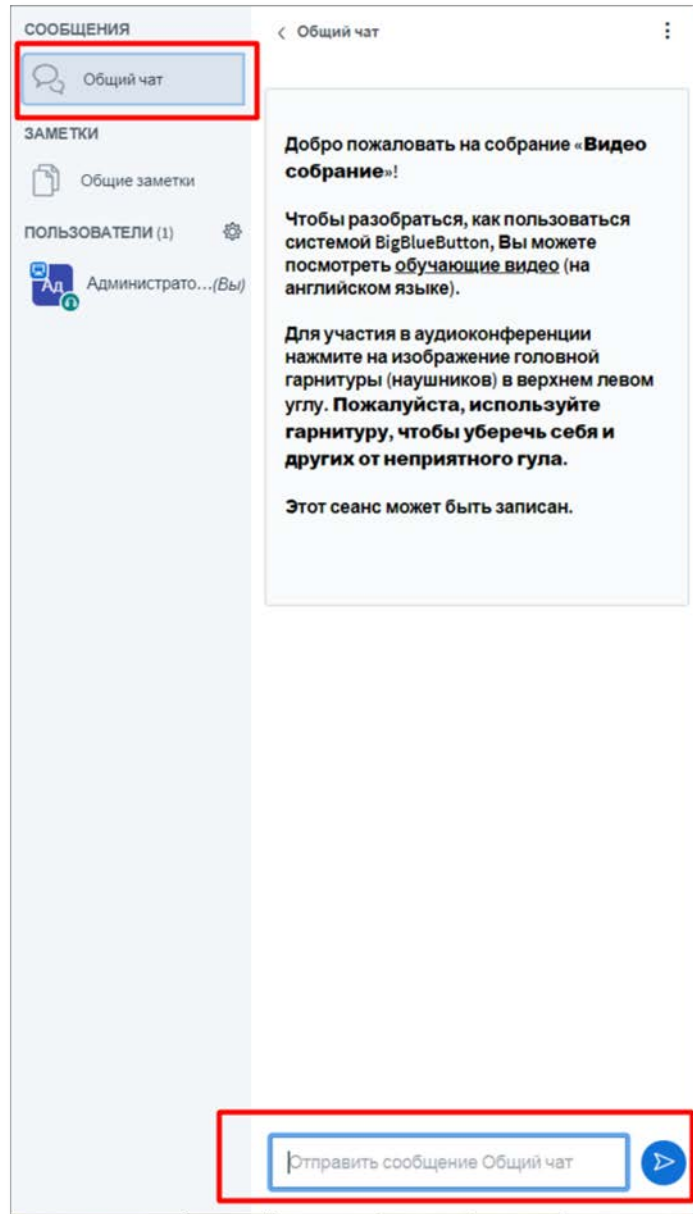 СООБЩЕНИЯ
Общий чат
ЗАМЕТКИ
Общие заметки
ПОЛЬЗОВАТЕЛИ (1)
Ад
Администрато...(Вы)
Общий чат
Добро пожаловать на собрание «Видео
собрание»!
Чтобы разобраться, как пользоваться
системой BigBlueButton, Вы можете
посмотреть обучающие видео (на
английском языке).
Для участия в аудиоконференции
нажмите на изображение головной
гарнитуры (наушников) в верхнем левом
углу. Пожалуйста, используйте
гарнитуру, чтобы уберечь себя и
других от неприятного гула.
Этот сеанс может быть записан.
Отправить сообщение Общий чат